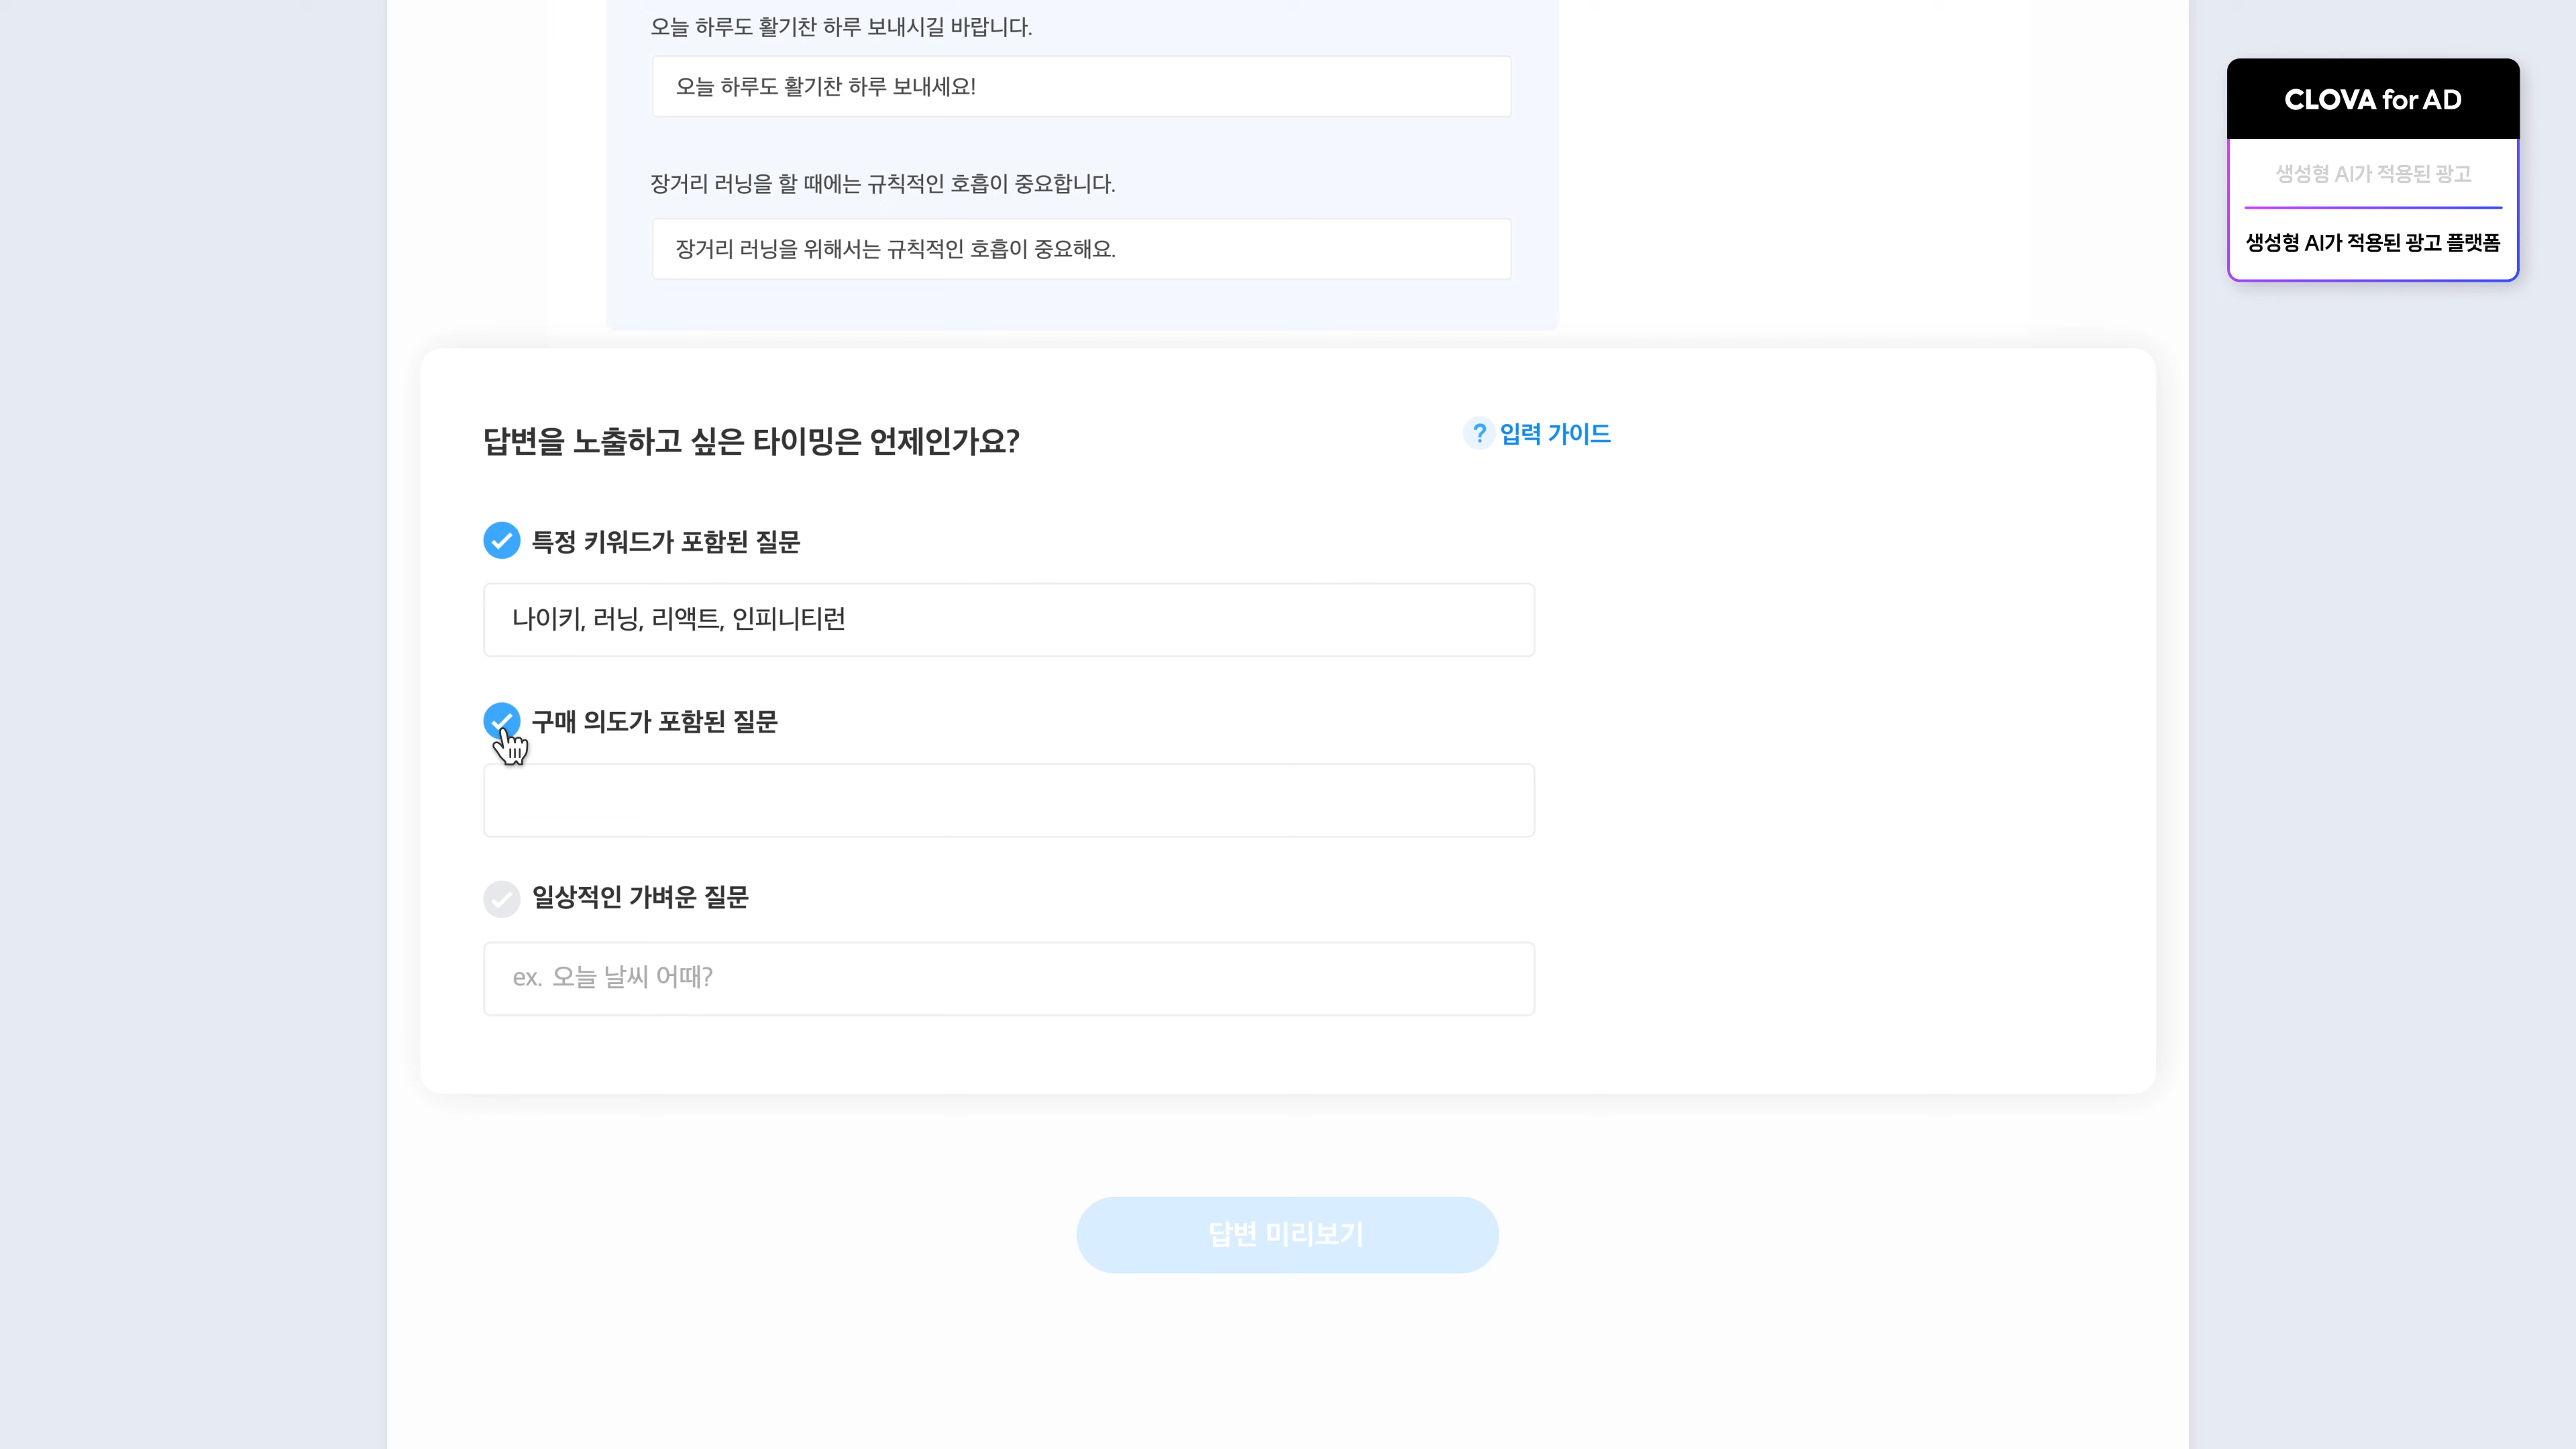 오늘 하루도 활기찬 하루 보내시길 바랍니다.
오늘 하루도 활기찬 하루 보내세요!
장거리 러닝을 할 때에는 규칙적인 호흡이 중요합니다.
장거리 러닝을 위해서는 규칙적인 호흡이 중요해요.
CLOVA for AD
생성형 AI가 적용된 광고
생성형 AI가 적용된 광고 플랫폼
답변을 노출하고 싶은 타이밍은 언제인가요?
? 입력 가이드
특정 키워드가 포함된 질문
나이키, 러닝, 리액트, 인피니티런
구매 의도가 포함된 질문
일상적인 가벼운 질문
ex. 오늘 날씨 어때?
답변 미리보기